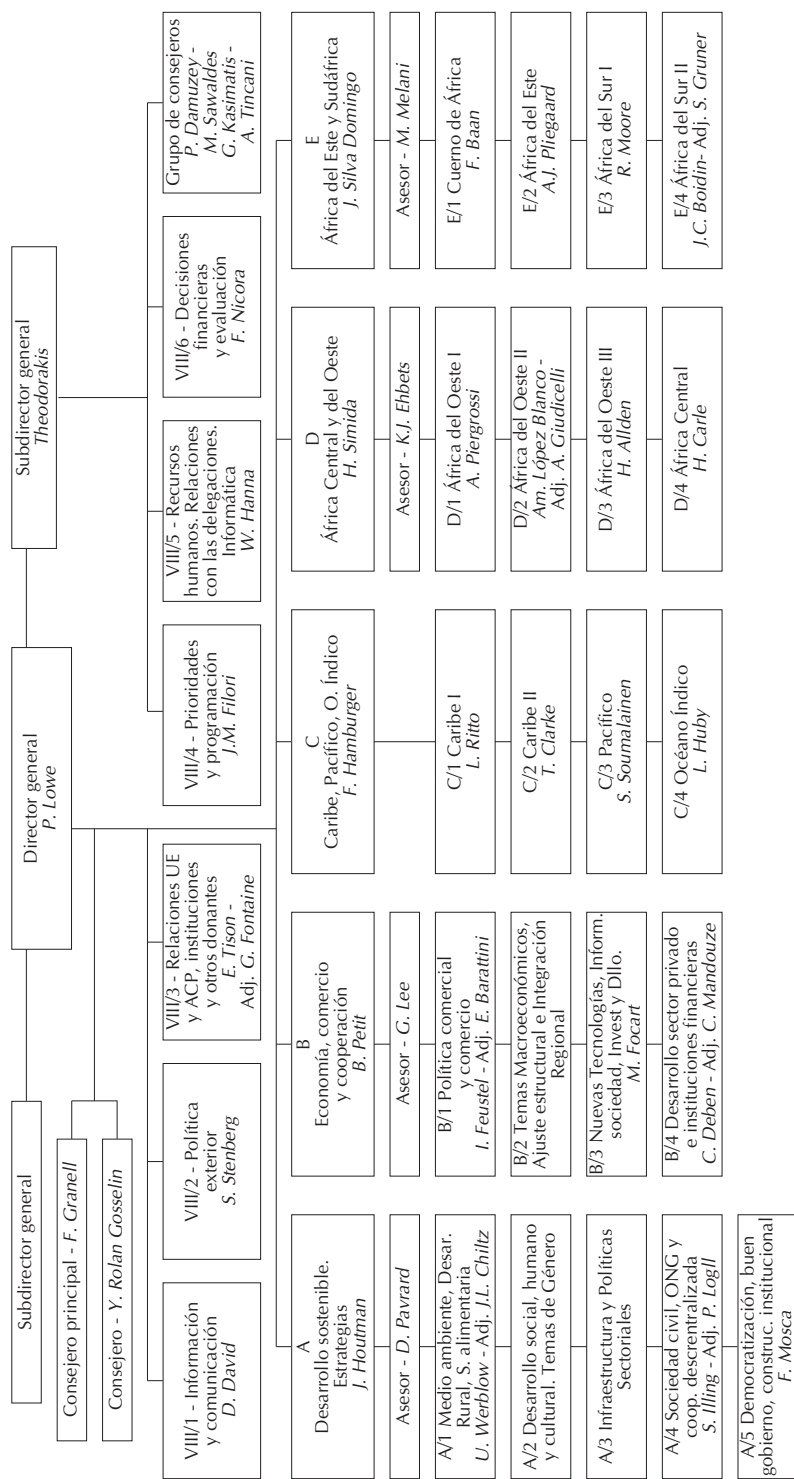 Subdirector general
Director general
P. Lowe
Subdirector general
Theodorakis
Consejero principal - F. Granell
Consejero - Y. Rolan Gosselin
VIII/1 - Información
y comunicación
D. David
VIII/2 - Política
exterior
S. Stenberg
VIII/3 - Relaciones UE
y ACP, instituciones
y otros donantes
E. Tison -
Adj. G. Fontaine
VIII/4 - Prioridades
y programación
J.M. Filori
VIII/5 - Recursos
humanos. Relaciones
con las delegaciones.
Informática
W. Hanna
VIII/6 - Decisiones
financieras
y evaluación
F. Nicora
Grupo de consejeros
P. Damuzey -
M. Sawaldes
G. Kasimatis -
A. Tincani
A
Desarrollo sostenible.
Estrategias
J. Houtman
Asesor - D. Pavrard
A/1 Medio ambiente, Desar.
Rural, S. alimentaria
U. Werblow - Adj. J.L. Chiltz
A/2 Desarrollo social, humano
y cultural. Temas de Género
A/3 Infraestructura y Políticas
Sectoriales
A/4 Sociedad civil, ONG y
coop. descrentralizada
S. Illing - Adj. P. Logll
A/5 Democratización, buen
gobierno, construc. institucional
F. Mosca
B
Economía, comercio
y cooperación
B. Petit
Asesor - G. Lee
B/1 Política comercial
y comercio
I. Feustel - Adj. E. Barattini
B/2 Temas Macroeconómicos,
Ajuste estructural e Integración
Regional
B/3 Nuevas Tecnologías, Inform.
sociedad, Invest y Dllo.
M. Focart
B/4 Desarrollo sector privado
e instituciones financieras
C. Deben - Adj. C. Mandouze
C
Caribe, Pacífico, O. Índico
F. Hamburger
C/1 Caribe I
L. Ritto
C/2 Caribe II
T. Clarke
C/3 Pacífico
S. Soumalainen
C/4 Océano Índico
L. Huby
D
África Central y del Oeste
H. Simida
Asesor - K.J. Ehbets
D/1 África del Oeste I
A. Piergrossi
D/2 África del Oeste II
Am. López Blanco -
Adj. A. Giudicelli
D/3 África del Oeste III
H. Allden
D/4 África Central
H. Carle
E
África del Este y Sudáfrica
J. Silva Domingo
Asesor - M. Melani
E/1 Cuerno de África
F. Baan
E/2 África del Este
A.J. Pliegaard
E/3 África del Sur I
R. Moore
E/4 África del Sur II
J.C. Boidin- Adj. S. Gruner